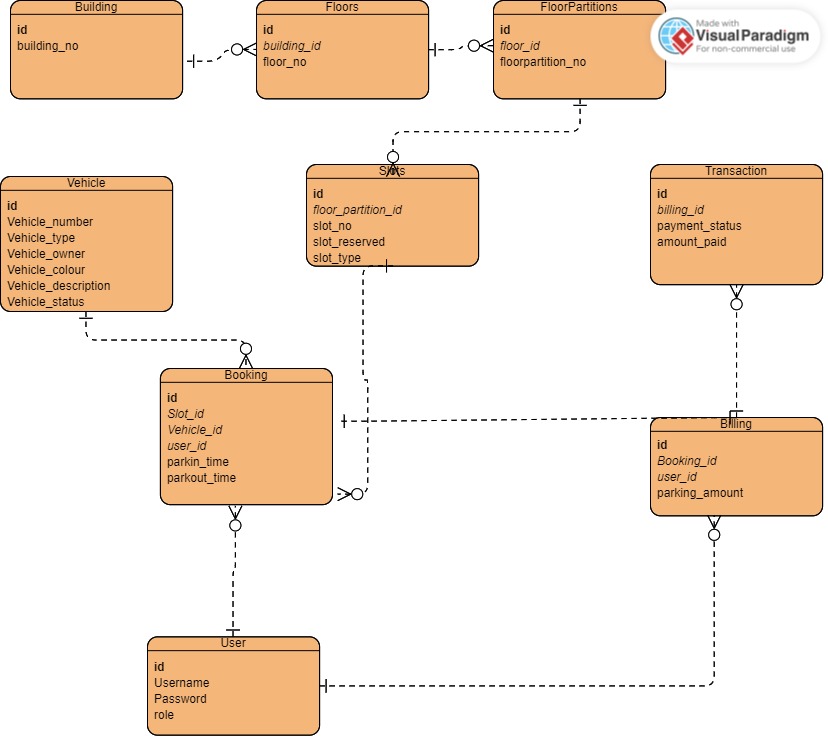 Building
id
building_no
Floors
id
building_id
floor_no
FloorPartitions
id
floor_id
floorpartition_no
Made with
VisualParadigm
For non-commercial use
Vehicle
id
Vehicle_number
Vehicle_type
Vehicle_owner
Vehicle_colour
Vehicle_description
Vehicle_status
Slots
id
floor_partition_id
slot_no
slot_reserved
slot_type
Transaction
id
billing_id
payment_status
amount_paid
Booking
id
Slot_id
Vehicle_id
user_id
parkin_time
parkout_time
Billing
id
Booking_id
user_id
parking_amount
User
id
Username
Password
role